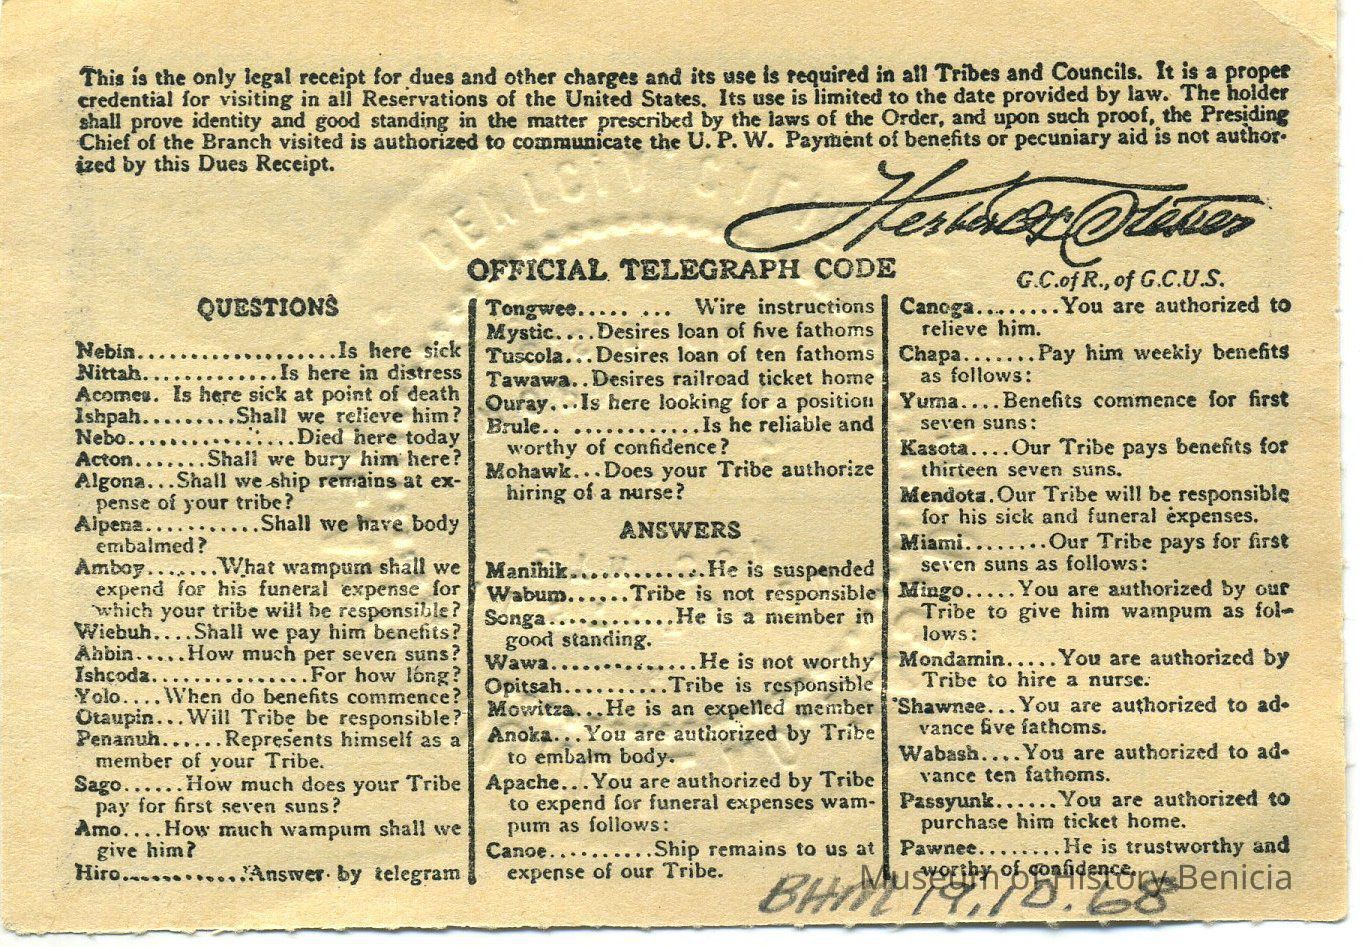 This is the only legal receipt for dues and other charges and its use is required in all Tribes and Councils. It is a proper
credential for visiting in all Reservations of the United States. Its use is limited to the date provided by law. The holder
shall prove identity and good standing in the matter prescribed by the laws of the Order, and upon such proof, the Presiding
Chief of the Branch visited is authorized to communicate the U. P. W. Payment of benefits or pecuniary aid is not author-
ized by this Dues Receipt.
G.C.of R., of G.C.U.S.
OFFICIAL TELEGRAPH CODE
QUESTIONS
Nebin...................Is here sick
Nittah.............Is here in distress
Acomes. Is here sick at point of death
Ishpah.........Shall we relieve him?
Nebo................Died here today
Acton.......Shall we bury him here?
Algona...Shall we ship remains at ex-
pense of your tribe?
Alpena...........Shall we have body
embalmed?
Amboy.......What wampum shall we
expend for his funeral expense for
which your tribe will be responsible?
Wiebuh....Shall we pay him benefits?
Ahbin.....How much per seven suns?
Ishcoda...............For how long?
Yolo....When do benefits commence?
Otaupin...Will Tribe be responsible?
Penanuh......Represents himself as a
member of your Tribe.
Sago......How much does your Tribe
pay for first seven suns?
Amo....How much wampum shall we
give him?
Hiro.............Answer by telegram
Tongwee..... ... Wire instructions
Mystic....Desires loan of five fathoms
Tuscola...Desires loan of ten fathoms
Tawawa..Desires railroad ticket home
Ouray...Is here looking for a position
Brule.. ............Is he reliable and
worthy of confidence?
Mohawk...Does your Tribe authorize
hiring of a nurse?
ANSWERS
Manihik.............He is suspended
Wabum......Tribe is not responsible
Songa............He is a member in
good standing.
Wawa..............He is not worthy
Opitsah..........Tribe is responsible
Mowitza...He is an expelled member
Anoka...You are authorized by Tribe
to embalm body.
Apache...You are authorized by Tribe
to expend for funeral expenses wam-
pum as follows:
Canoe..........Ship remains to us at
expense of our Tribe.
Canoga.........You are authorized to
relieve him.
Chapa.......Pay him weekly benefits
as follows:
Yuma....Benefits commence for first
seven suns:
Kasota....Our Tribe pays benefits for
thirteen seven suns.
Mendota.Our Tribe will be responsible
for his sick and funeral expenses.
Miami........Our Tribe pays for first
seven suns as follows:
Mingo.....You are authorized by our
Tribe to give him wampum as fol-
lows:
Mondamin.....You are authorized by
Tribe to hire a nurse.
Shawnee...You are authorized to ad-
vance five fathoms.
Wabash....You are authorized to ad-
vance ten fathoms.
Passyunk......You are authorized to
purchase him ticket home.
Pawnee........He is trustworthy and
worthy of confidence.
Museum of History Benicia
BHM 19.10.68